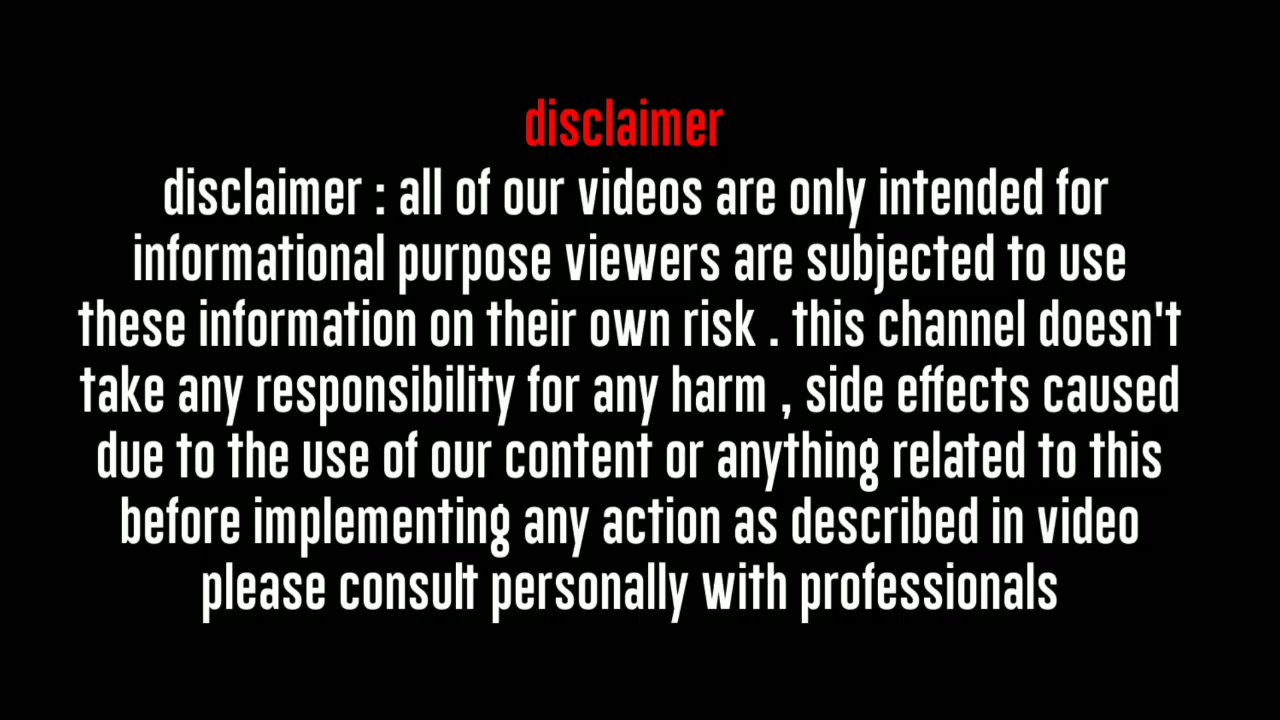 disclaimer
disclaimer : all of our videos are only intended for
informational purpose viewers are subjected to use
these information on their own risk . this channel doesn't
take any responsibility for any harm , side effects caused
due to the use of our content or anything related to this
before implementing any action as described in video
please consult personally with professionals